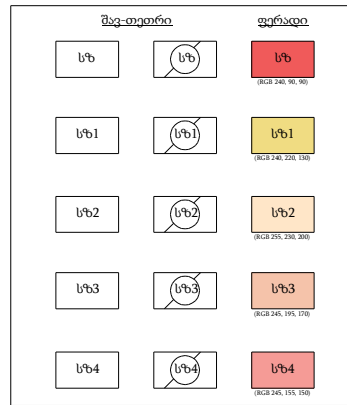 შავ-თეთრი ფერადი
სზ სზ სზ
(RGB 240, 90, 90)
სზ1 სზ1 სზ1
(RGB 240, 220, 130)
სზ2 სზ2 სზ2
(RGB 255, 230, 200)
სზ3 სზ3 სზ3
(RGB 245, 195, 170)
სზ4 სზ4 სზ4
(RGB 245, 155, 150)